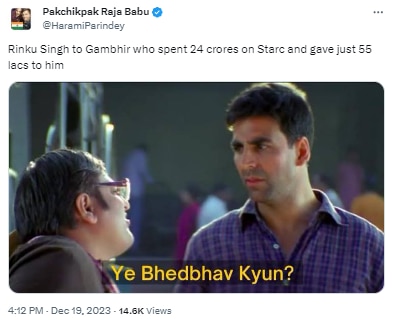 Pakchikpak Raja Babu
@HaramiParindey
Rinku Singh to Gambhir who spent 24 crores on Starc and gave just 55
lacs to him
Ye Bhedbhav Kyun?
4:12 PM · Dec 19, 2023 · 14.6K Views